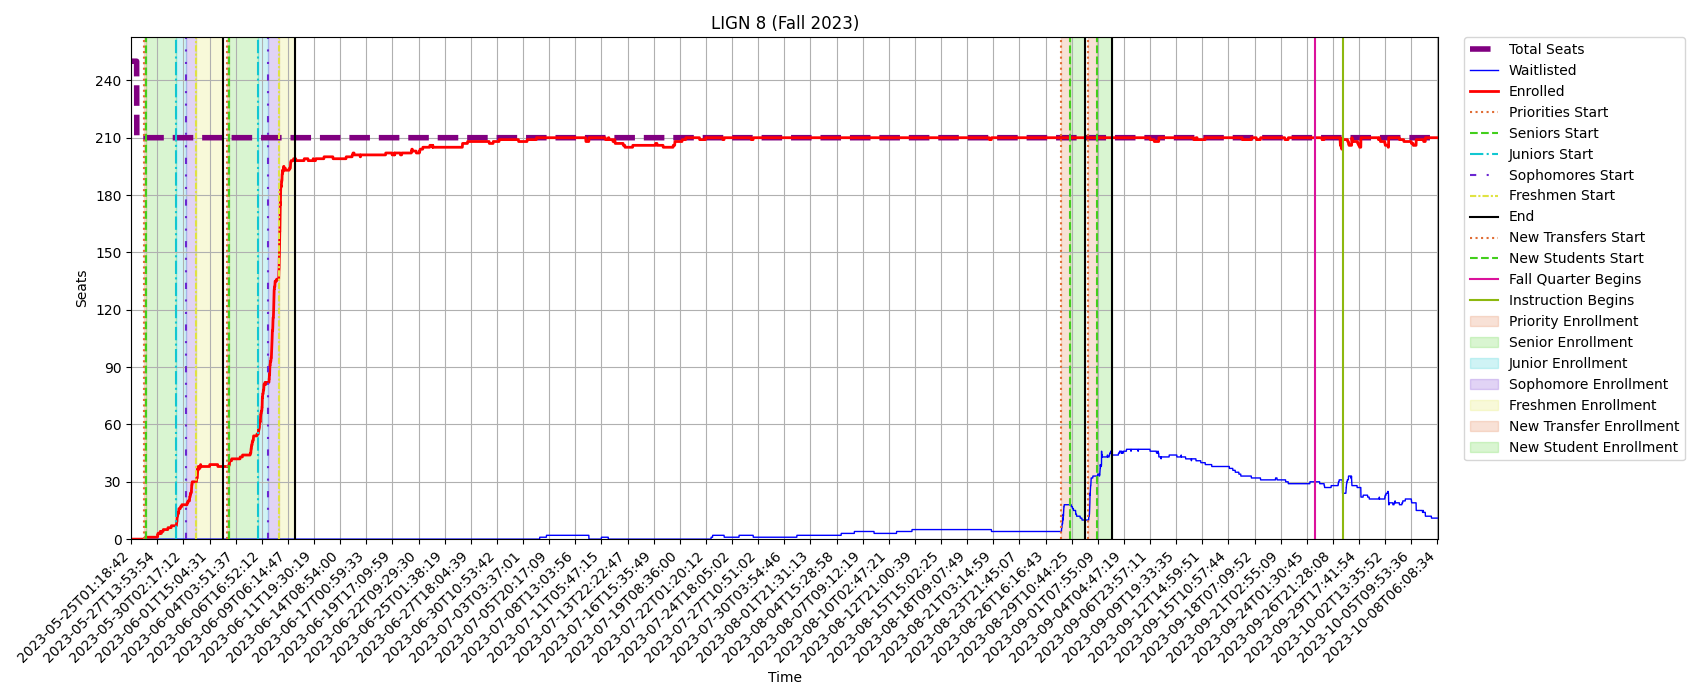 LIGN 8 (Fall 2023)
Seats
240
210
180
150
120
90
60
30
0
2023-05-25T01:18:42
2023-05-27T13:53:54
2023-05-30T02:17:12
2023-06-01T15:04:31
2023-06-04T03:51:37
2023-06-06T16:52:12
2023-06-09T06:14:47
2023-06-11T19:30:19
2023-06-14T08:54:00
2023-06-17T00:59:33
2023-06-19T17:09:59
2023-06-22T09:29:30
2023-06-25T01:38:19
2023-06-27T18:04:39
2023-06-30T10:53:42
2023-07-03T03:37:01
2023-07-05T20:17:09
2023-07-08T13:03:56
2023-07-11T05:47:15
2023-07-13T22:22:47
2023-07-16T15:35:49
2023-07-19T08:36:00
2023-07-22T01:20:12
2023-07-24T18:05:02
2023-07-27T10:51:02
2023-07-30T03:54:46
2023-08-01T21:31:13
2023-08-04T15:28:58
2023-08-07T09:12:19
2023-08-10T02:47:21
2023-08-12T21:00:39
2023-08-15T15:02:25
2023-08-18T09:07:49
2023-08-21T03:14:59
2023-08-23T21:45:07
2023-08-26T16:16:43
2023-08-29T10:44:25
2023-09-01T07:55:09
2023-09-04T04:47:19
2023-09-06T23:57:11
2023-09-09T19:33:35
2023-09-12T14:59:51
2023-09-15T10:57:44
2023-09-18T07:09:52
2023-09-21T02:55:09
2023-09-24T01:30:45
2023-09-26T21:28:08
2023-09-29T17:41:54
2023-10-02T13:35:52
2023-10-05T09:53:36
2023-10-08T06:08:34
Time
Total Seats
Waitlisted
Enrolled
Priorities Start
Seniors Start
Juniors Start
Sophomores Start
Freshmen Start
End
New Transfers Start
New Students Start
Fall Quarter Begins
Instruction Begins
Priority Enrollment
Senior Enrollment
Junior Enrollment
Sophomore Enrollment
Freshmen Enrollment
New Transfer Enrollment
New Student Enrollment